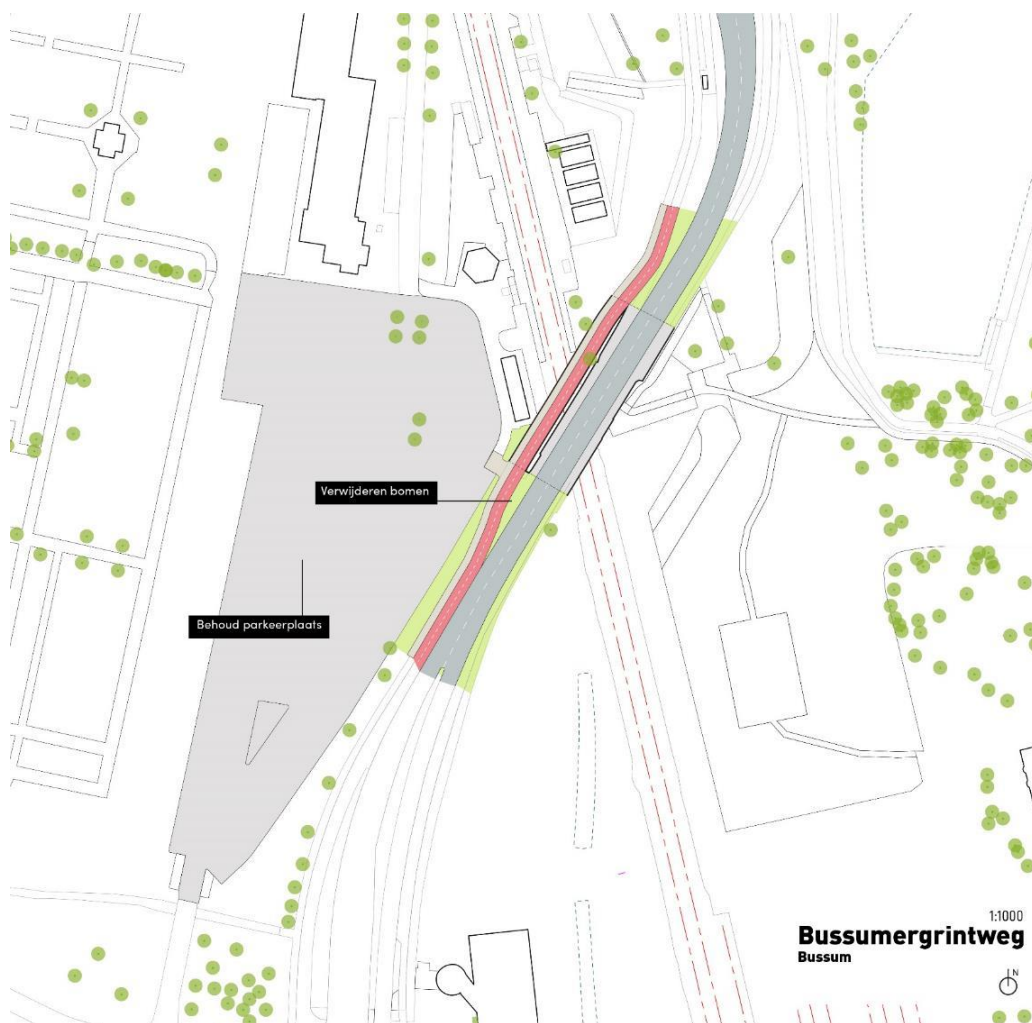 Verwijderen bomen
Behoud parkeerplaats
1:1000
Bussumergrintweg
Bussum
N